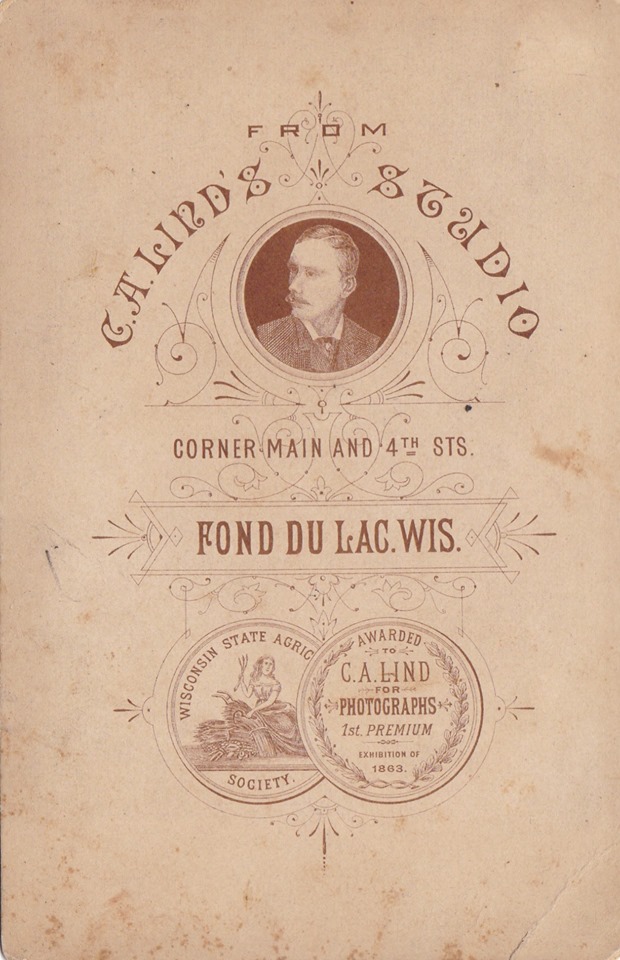 FROM
C.A. LIND'S STUDIO
CORNER MAIN AND 4TH STS.
FOND DU LAC. WIS.
WISCONSIN STATE AGRIC
SOCIETY.
AWARDED
TO
C.A. LIND
FOR
PHOTOGRAPHS
1st. PREMIUM
EXHIBITION OF
1863.